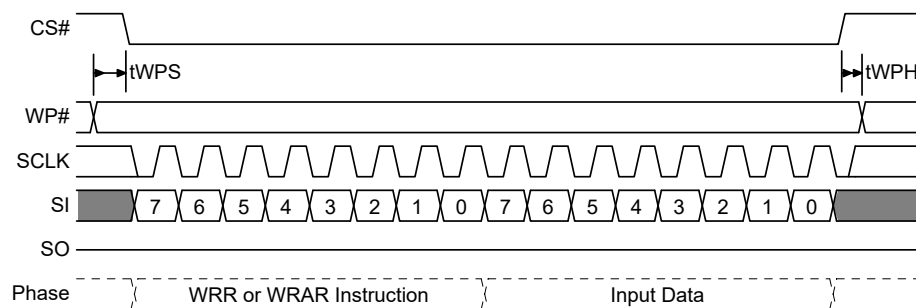 CS#
tWPS tWPH
WP#
SCLK
SI 7 6 5 4 3 2 1 0 7 6 5 4 3 2 1 0
SO
Phase WRR or WRAR Instruction Input Data